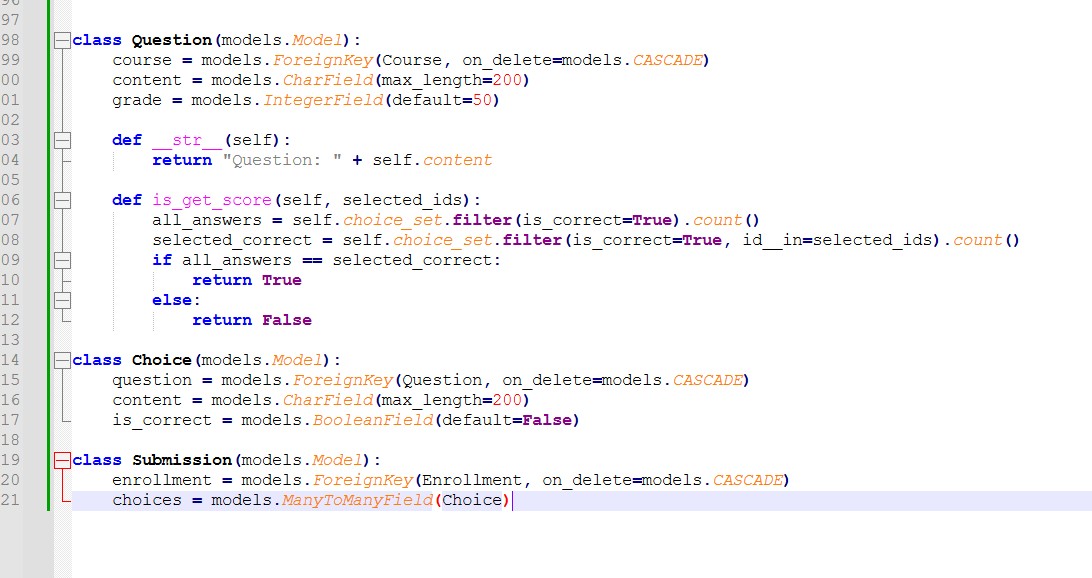 96
97
98 class Question(models.Model):
99     course = models.ForeignKey(Course, on_delete=models.CASCADE)
00     content = models.CharField(max_length=200)
01     grade = models.IntegerField(default=50)
02
03     def __str__(self):
04         return "Question: " + self.content
05
06     def is_get_score(self, selected_ids):
07         all_answers = self.choice_set.filter(is_correct=True).count()
08         selected_correct = self.choice_set.filter(is_correct=True, id__in=selected_ids).count()
09         if all_answers == selected_correct:
10             return True
11         else:
12             return False
13
14 class Choice(models.Model):
15     question = models.ForeignKey(Question, on_delete=models.CASCADE)
16     content = models.CharField(max_length=200)
17     is_correct = models.BooleanField(default=False)
18
19 class Submission(models.Model):
20     enrollment = models.ForeignKey(Enrollment, on_delete=models.CASCADE)
21     choices = models.ManyToManyField(Choice)